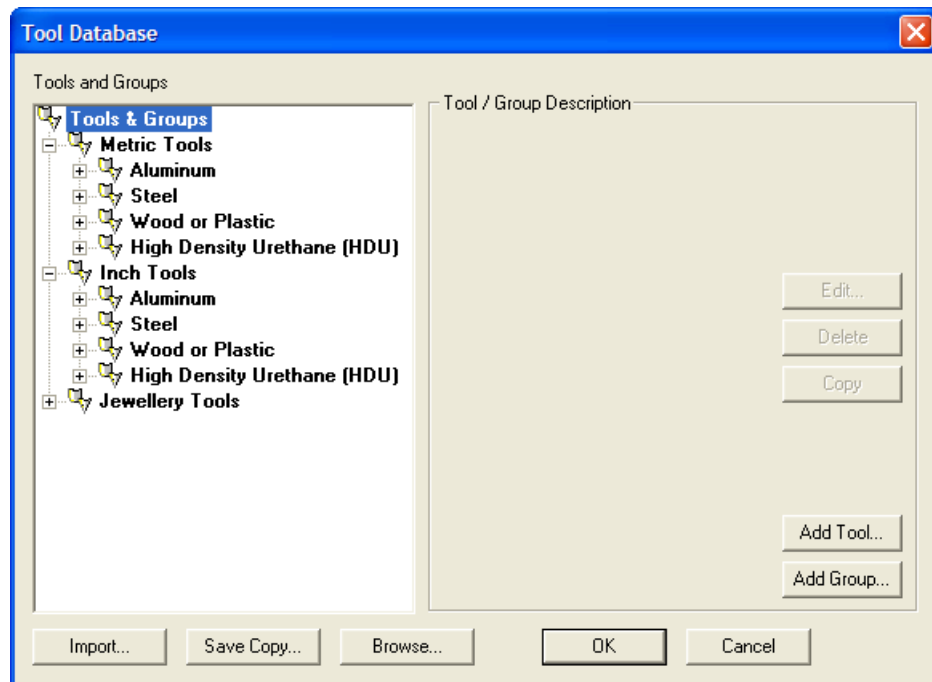 Tool Database
Tools and Groups
Tools & Groups
Metric Tools
Aluminum
Steel
Wood or Plastic
High Density Urethane (HDU)
Inch Tools
Aluminum
Steel
Wood or Plastic
High Density Urethane (HDU)
Jewellery Tools
Tool / Group Description
Edit...
Delete
Copy
Add Tool...
Add Group...
Import...
Save Copy...
Browse...
OK
Cancel